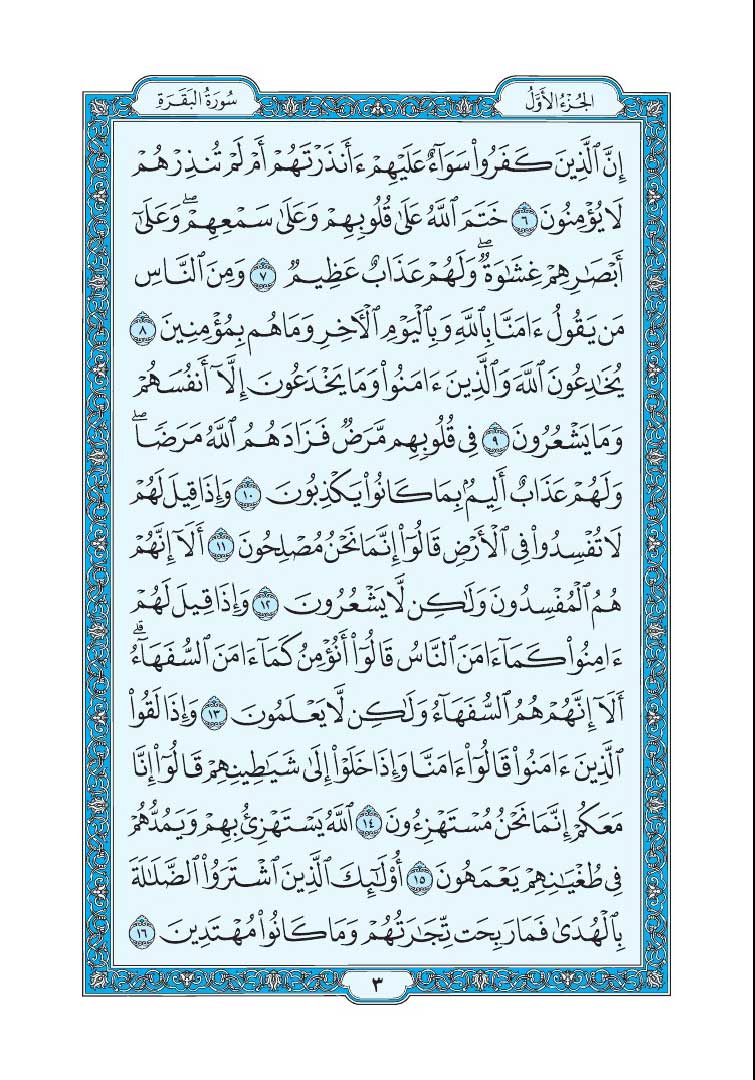 الجُزْءُ الأَوَّلُ
سُورَةُ البَقَرَةِ
إِنَّ ٱلَّذِينَ كَفَرُوا۟ سَوَآءٌ عَلَيْهِمْ ءَأَنذَرْتَهُمْ أَمْ لَمْ تُنذِرْهُمْ
لَا يُؤْمِنُونَ ٦ خَتَمَ ٱللَّهُ عَلَىٰ قُلُوبِهِمْ وَعَلَىٰ سَمْعِهِمْۖ وَعَلَىٰٓ
أَبْصَٰرِهِمْ غِشَٰوَةٌۖ وَلَهُمْ عَذَابٌ عَظِيمٌ ٧ وَمِنَ ٱلنَّاسِ
مَن يَقُولُ ءَامَنَّا بِٱللَّهِ وَبِٱلْيَوْمِ ٱلْأَخِرِ وَمَا هُم بِمُؤْمِنِينَ ٨
يُخَٰدِعُونَ ٱللَّهَ وَٱلَّذِينَ ءَامَنُوا۟ وَمَا يَخْدَعُونَ إِلَّآ أَنفُسَهُمْ
وَمَا يَشْعُرُونَ ٩ فِى قُلُوبِهِم مَّرَضٌ فَزَادَهُمُ ٱللَّهُ مَرَضًاۖ
وَلَهُمْ عَذَابٌ أَلِيمٌۢ بِمَا كَانُوا۟ يَكْذِبُونَ ١٠ وَإِذَا قِيلَ لَهُمْ
لَا تُفْسِدُوا۟ فِى ٱلْأَرْضِ قَالُوٓا۟ إِنَّمَا نَحْنُ مُصْلِحُونَ ١١ أَلَآ إِنَّهُمْ
هُمُ ٱلْمُفْسِدُونَ وَلَٰكِن لَّا يَشْعُرُونَ ١٢ وَإِذَا قِيلَ لَهُمْ
ءَامِنُوا۟ كَمَآ ءَامَنَ ٱلنَّاسُ قَالُوٓا۟ أَنُؤْمِنُ كَمَآ ءَامَنَ ٱلسُّفَهَآءُۗ
أَلَآ إِنَّهُمْ هُمُ ٱلسُّفَهَآءُ وَلَٰكِن لَّا يَعْلَمُونَ ١٣ وَإِذَا لَقُوا۟
ٱلَّذِينَ ءَامَنُوا۟ قَالُوٓا۟ ءَامَنَّا وَإِذَا خَلَوْا۟ إِلَىٰ شَيَٰطِينِهِمْ قَالُوٓا۟ إِنَّا
مَعَكُمْ إِنَّمَا نَحْنُ مُسْتَهْزِءُونَ ١٤ ٱللَّهُ يَسْتَهْزِئُ بِهِمْ وَيَمُدُّهُمْ
فِى طُغْيَٰنِهِمْ يَعْمَهُونَ ١٥ أُو۟لَٰٓئِكَ ٱلَّذِينَ ٱشْتَرَوُا۟ ٱلضَّلَٰلَةَ
بِٱلْهُدَىٰ فَمَا رَبِحَت تِّجَٰرَتُهُمْ وَمَا كَانُوا۟ مُهْتَدِينَ ١٦
٣